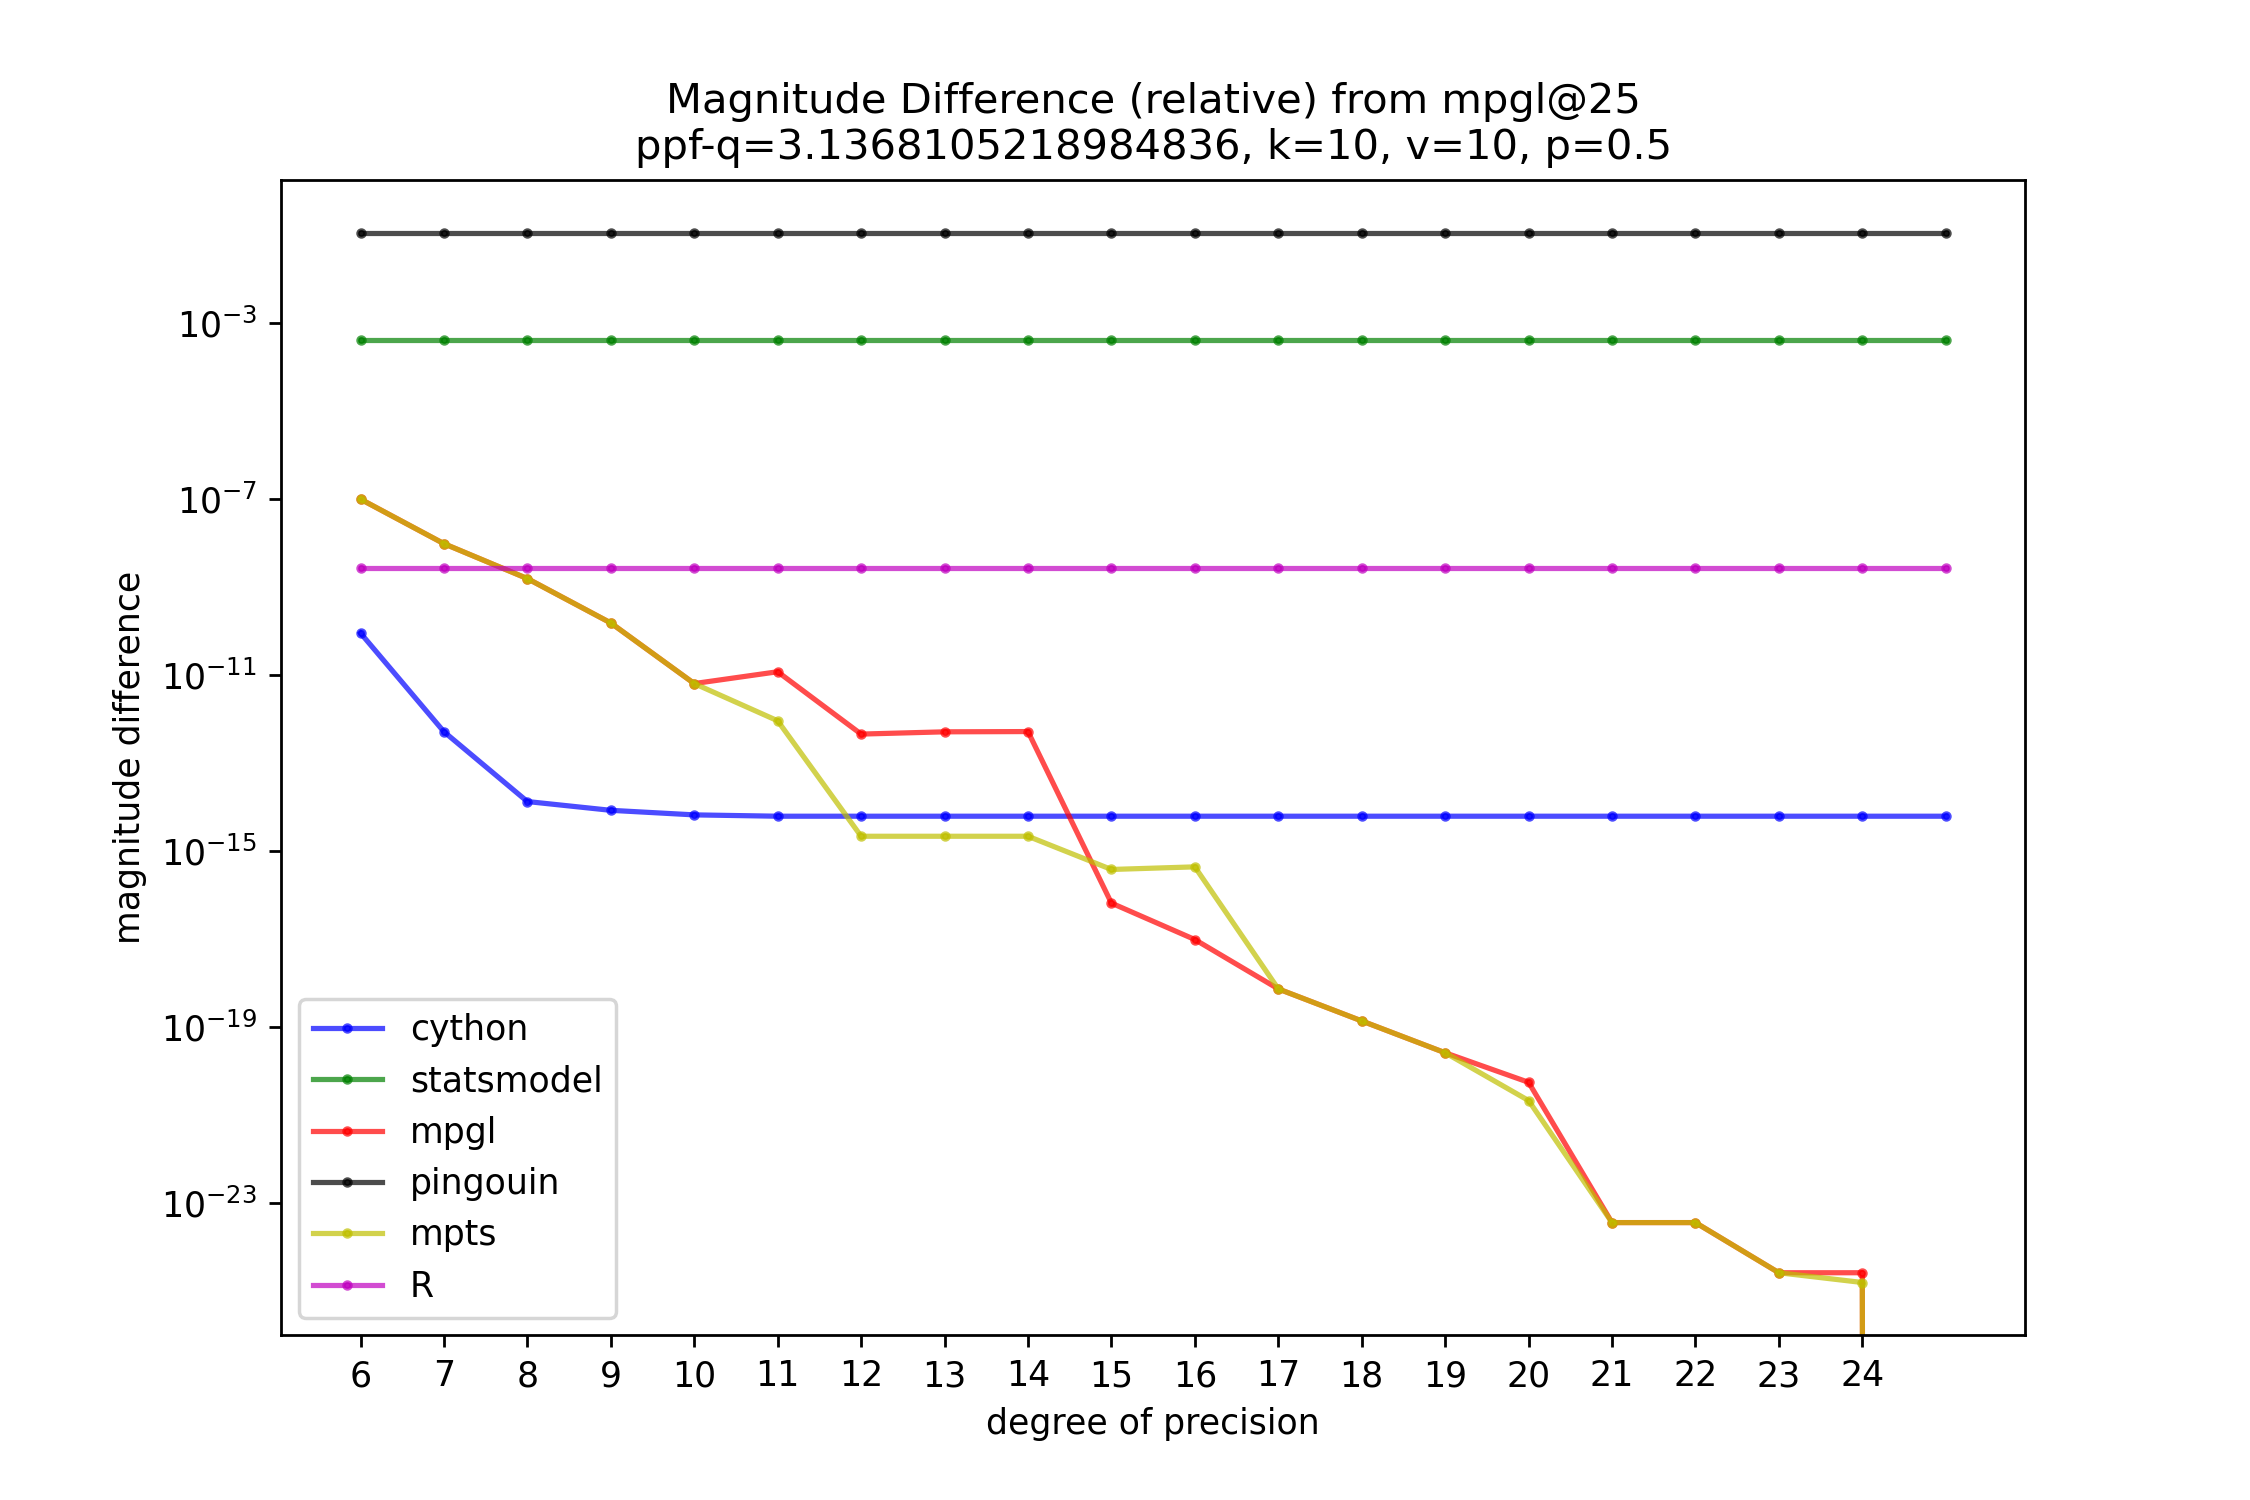 Magnitude Difference (relative) from mpgl@25
ppf-q=3.1368105218984836, k=10, v=10, p=0.5
magnitude difference
10⁻³
10⁻⁷
10⁻¹¹
10⁻¹⁵
10⁻¹⁹
10⁻²³
cython
statsmodel
mpgl
pingouin
mpts
R
6 7 8 9 10 11 12 13 14 15 16 17 18 19 20 21 22 23 24
degree of precision